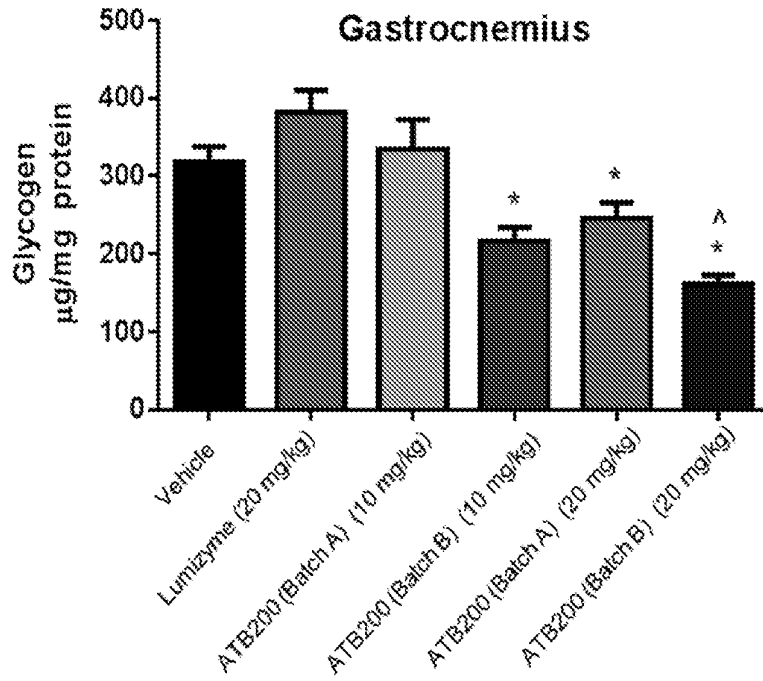 Gastrocnemius
Glycogen
µg/mg protein
500
400
300
200
100
0
*
*
^
*
Vehicle
Lumizyme (20 mg/kg)
ATB200 (Batch A) (10 mg/kg)
ATB200 (Batch B) (10 mg/kg)
ATB200 (Batch A) (20 mg/kg)
ATB200 (Batch B) (20 mg/kg)